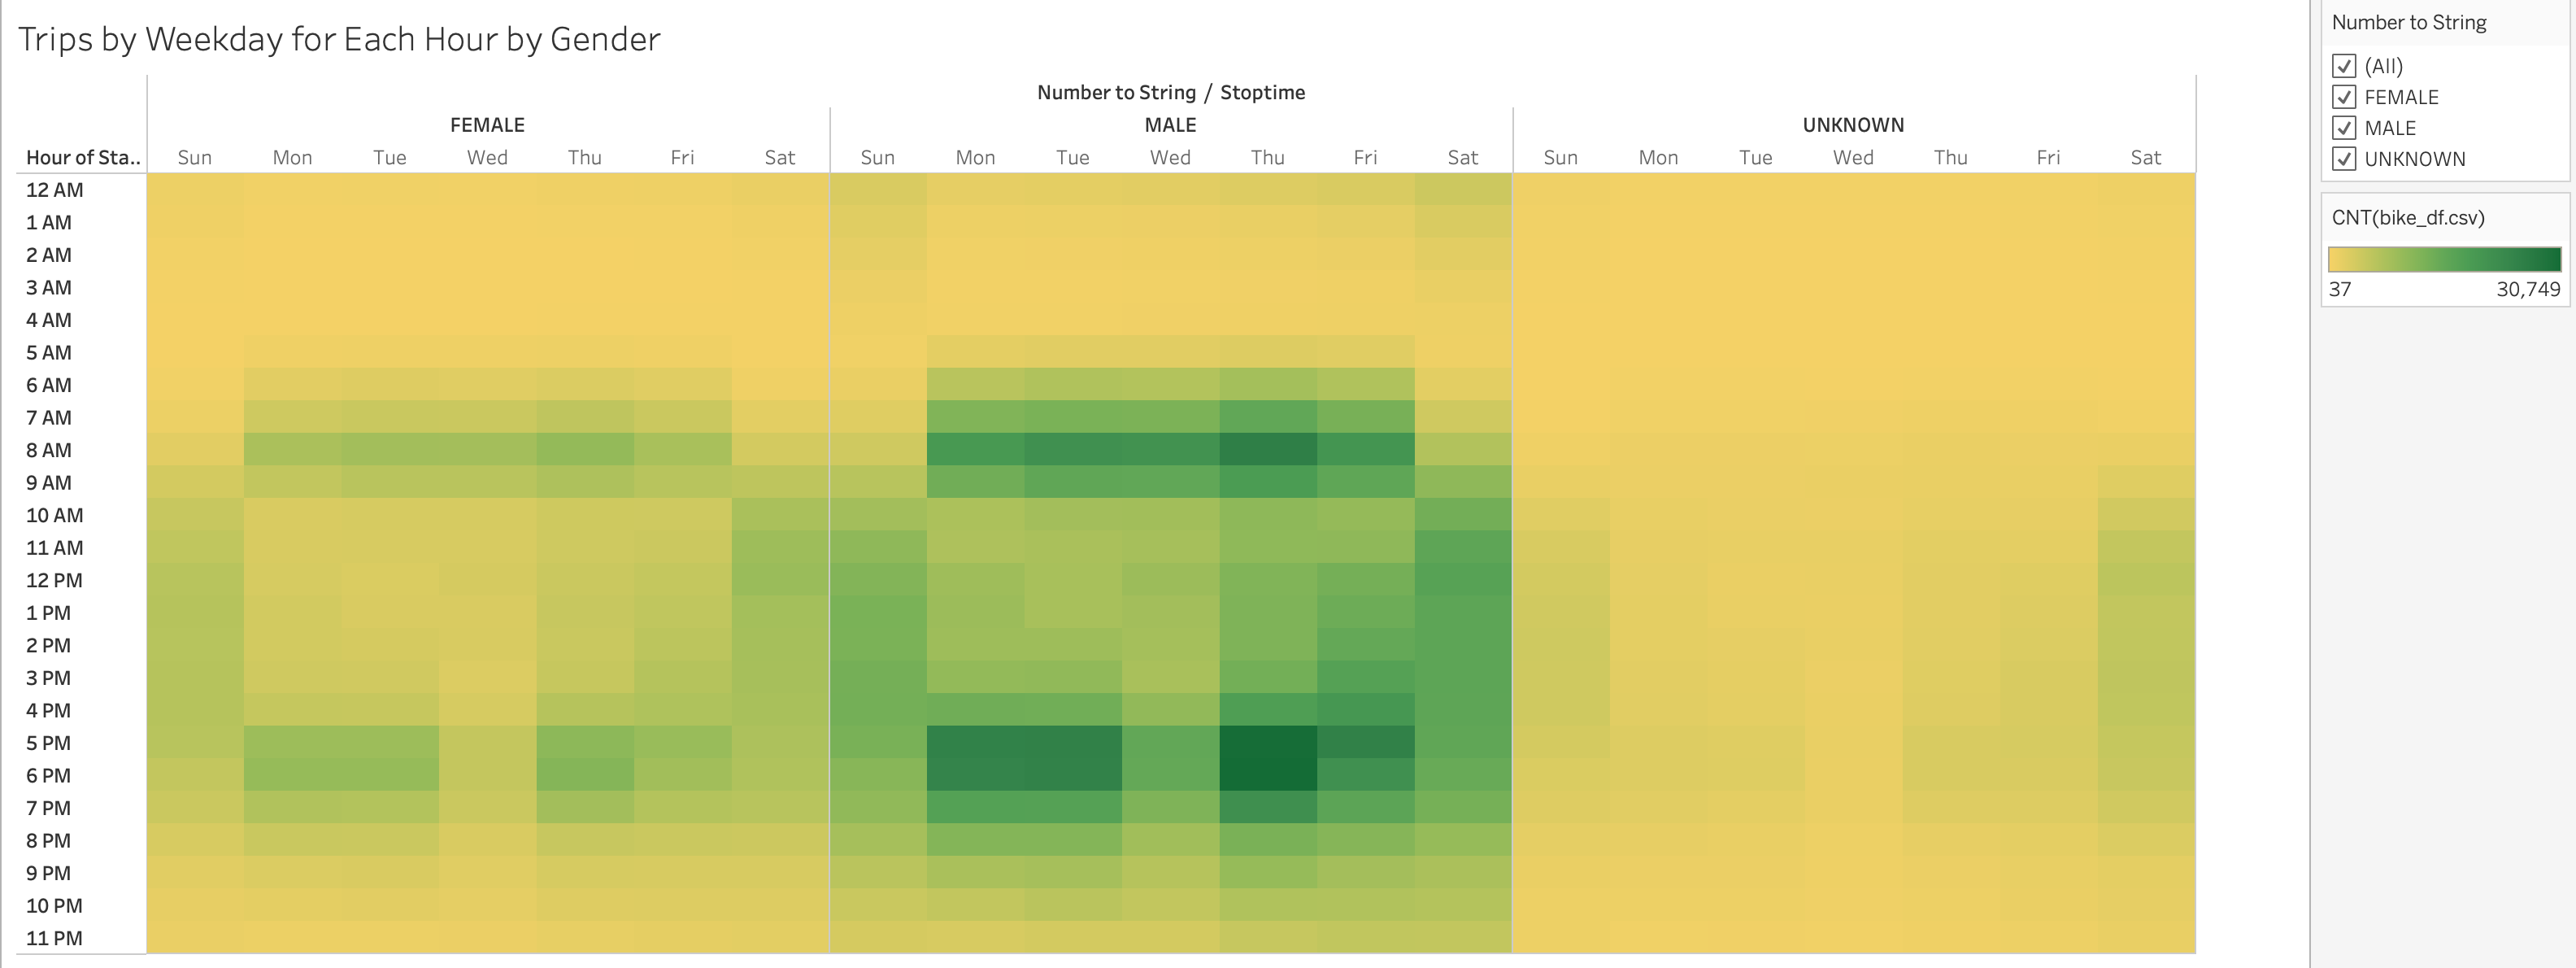 Trips by Weekday for Each Hour by Gender
Number to String / Stoptime
FEMALE MALE UNKNOWN
Hour of Sta.. Sun Mon Tue Wed Thu Fri Sat Sun Mon Tue Wed Thu Fri Sat Sun Mon Tue Wed Thu Fri Sat
12 AM
1 AM
2 AM
3 AM
4 AM
5 AM
6 AM
7 AM
8 AM
9 AM
10 AM
11 AM
12 PM
1 PM
2 PM
3 PM
4 PM
5 PM
6 PM
7 PM
8 PM
9 PM
10 PM
11 PM
Number to String
(All)
FEMALE
MALE
UNKNOWN
CNT(bike_df.csv)
37 30,749